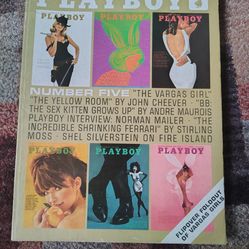 PLAYBOY
PLAYBOY PLAYBOY PLAYBOY
NUMBER FIVE "THE VARGAS GIRL"
"THE YELLOW ROOM" BY JOHN CHEEVER - "BB:
THE SEX KITTEN GROWS UP" BY ANDRE MAUROIS
PLAYBOY INTERVIEW: NORMAN MAILER - "THE
INCREDIBLE SHRINKING FERRARI" BY STIRLING
MOSS - SHEL SILVERSTEIN ON FIRE ISLAND
PLAYBOY PLAYBOY PLAYBOY
FLIPOVER FOLDOUT
OF VARGAS GIRLS